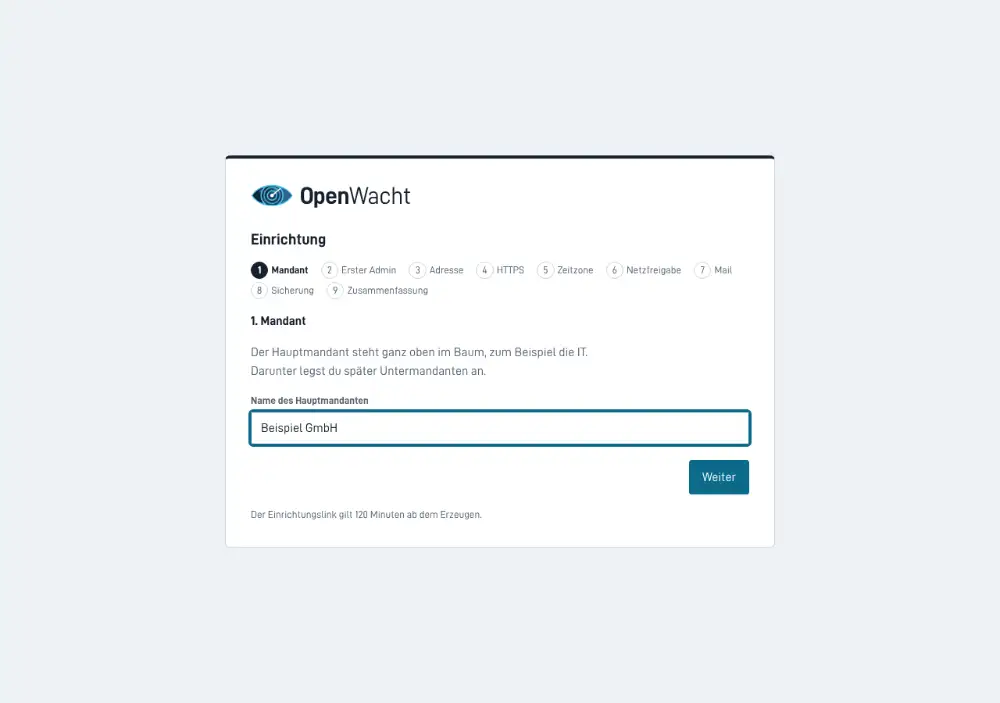 OpenWacht
Einrichtung
1 Mandant 2 Erster Admin 3 Adresse 4 HTTPS 5 Zeitzone 6 Netzfreigabe 7 Mail
8 Sicherung 9 Zusammenfassung
1. Mandant
Der Hauptmandant steht ganz oben im Baum, zum Beispiel die IT.
Darunter legst du später Untermandanten an.
Name des Hauptmandanten
Beispiel GmbH
Weiter
Der Einrichtungslink gilt 120 Minuten ab dem Erzeugen.